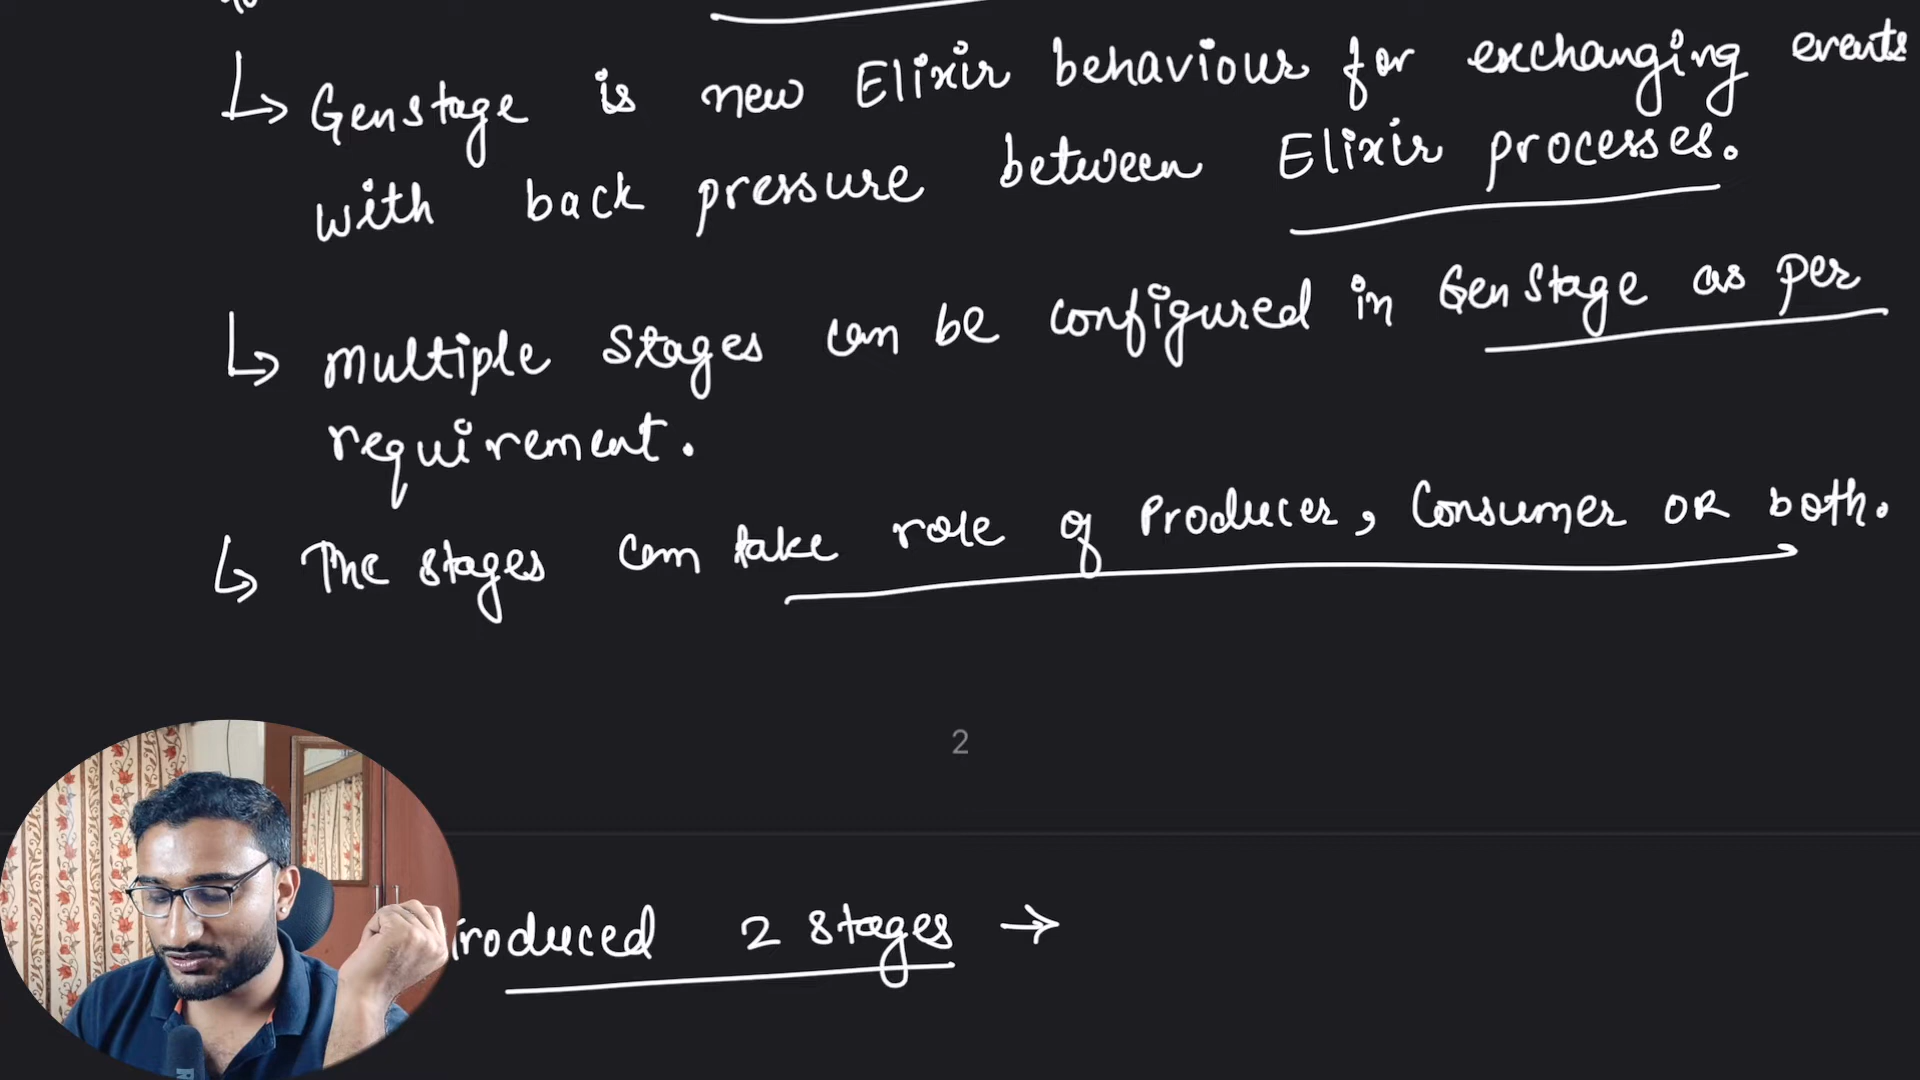 ↳ Genstage is new Elixir behaviour for exchanging events
with back pressure between Elixir processes.
↳ Multiple Stages can be configured in GenStage as per
requirement.
↳ The stages can take role of Producer, Consumer OR both.
2
troduced 2 stages →